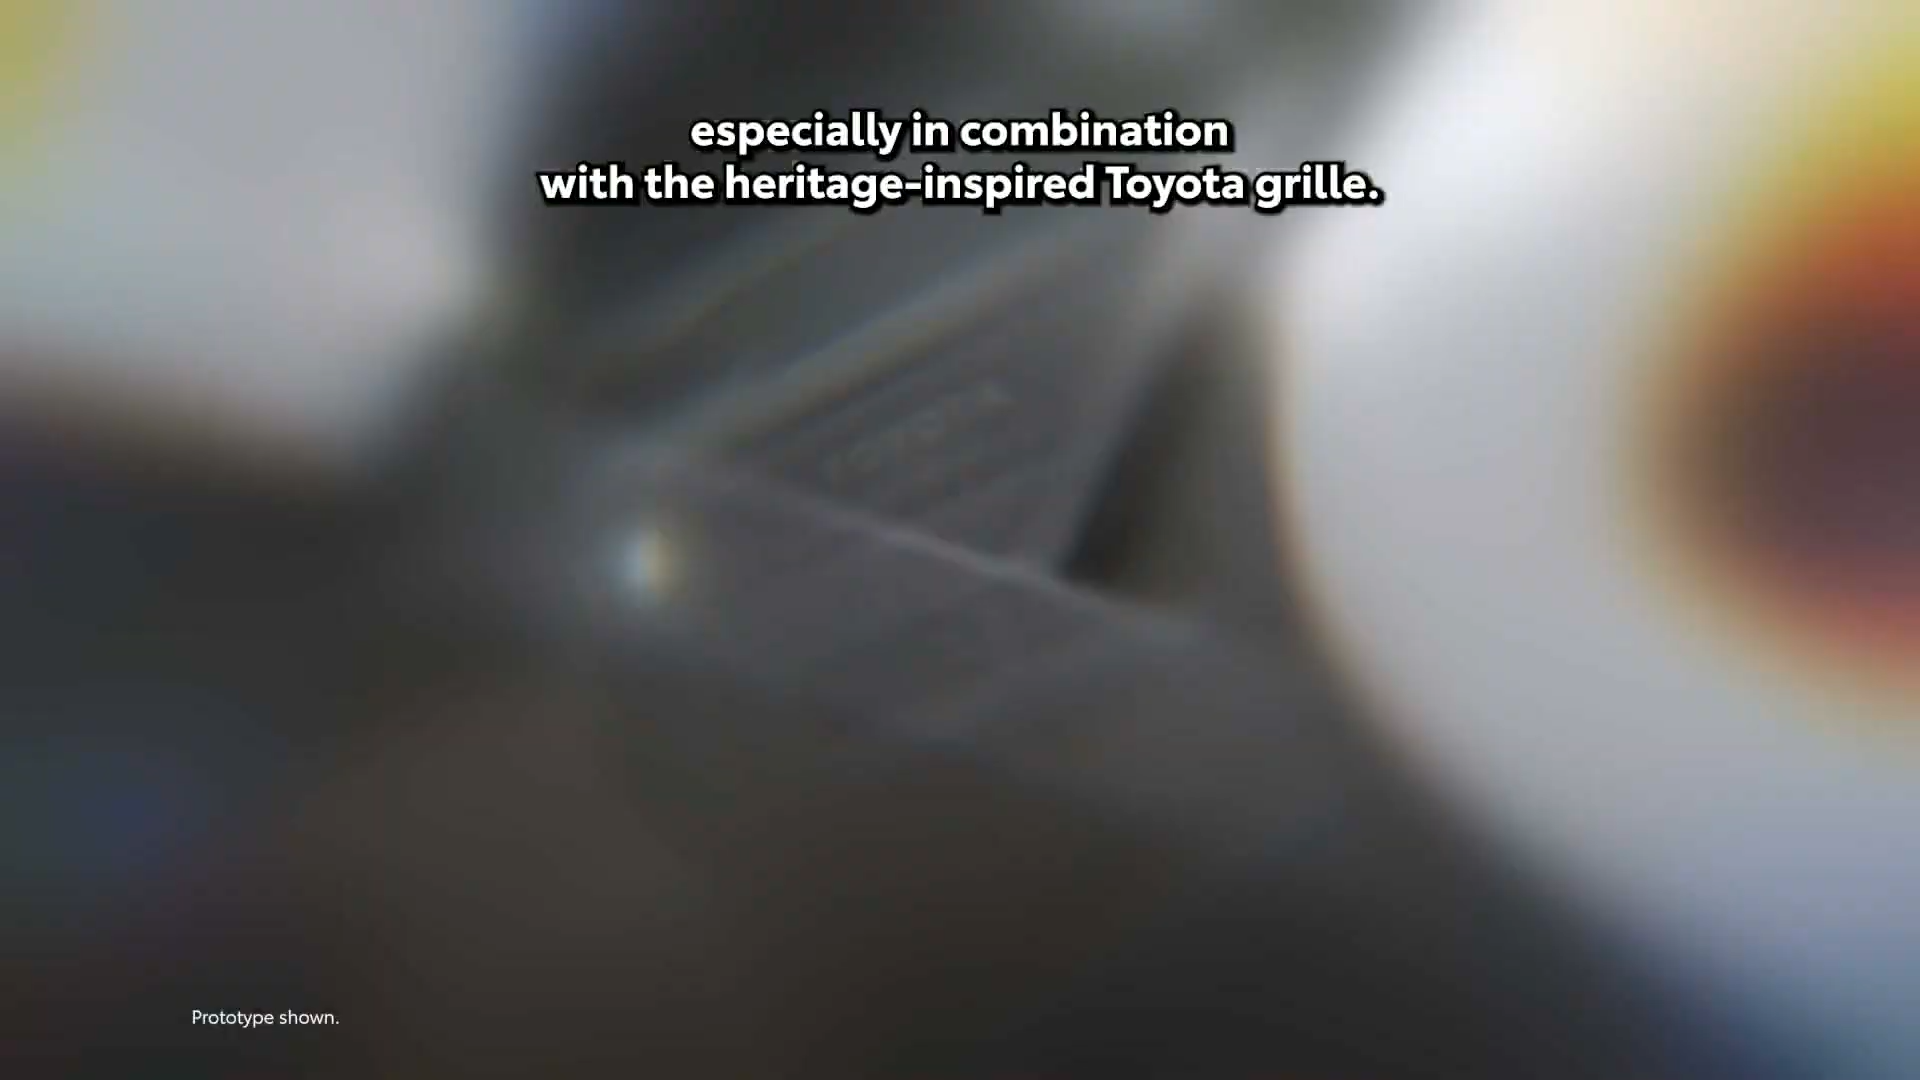 especially in combination
with the heritage-inspired Toyota grille.
Prototype shown.